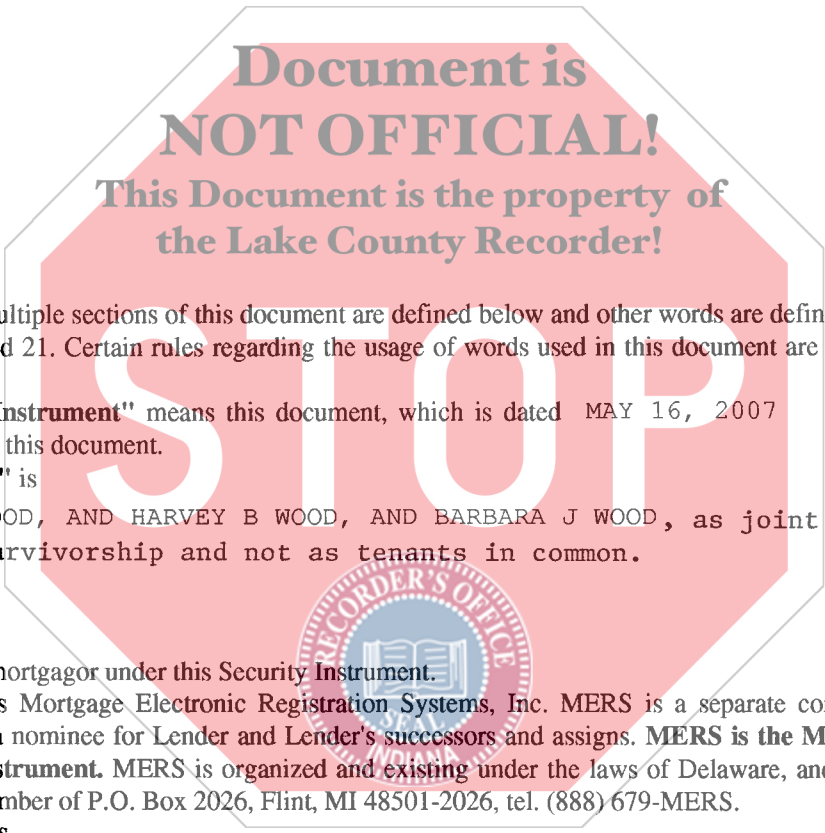 Document is
NOT OFFICIAL!
This Document is the property of
the Lake County Recorder!
STOP
ultiple sections of this document are defined below and other words are defin
d 21. Certain rules regarding the usage of words used in this document are
Instrument" means this document, which is dated MAY 16, 2007
this document.
" is
OOD, AND HARVEY B WOOD, AND BARBARA J WOOD, as joint
urvivorship and not as tenants in common.
RECORDER'S OFFICE
SEAL
INDIANA
mortgagor under this Security Instrument.
s Mortgage Electronic Registration Systems, Inc. MERS is a separate co
a nominee for Lender and Lender's successors and assigns. MERS is the M
strument. MERS is organized and existing under the laws of Delaware, and
mber of P.O. Box 2026, Flint, MI 48501-2026, tel. (888) 679-MERS.